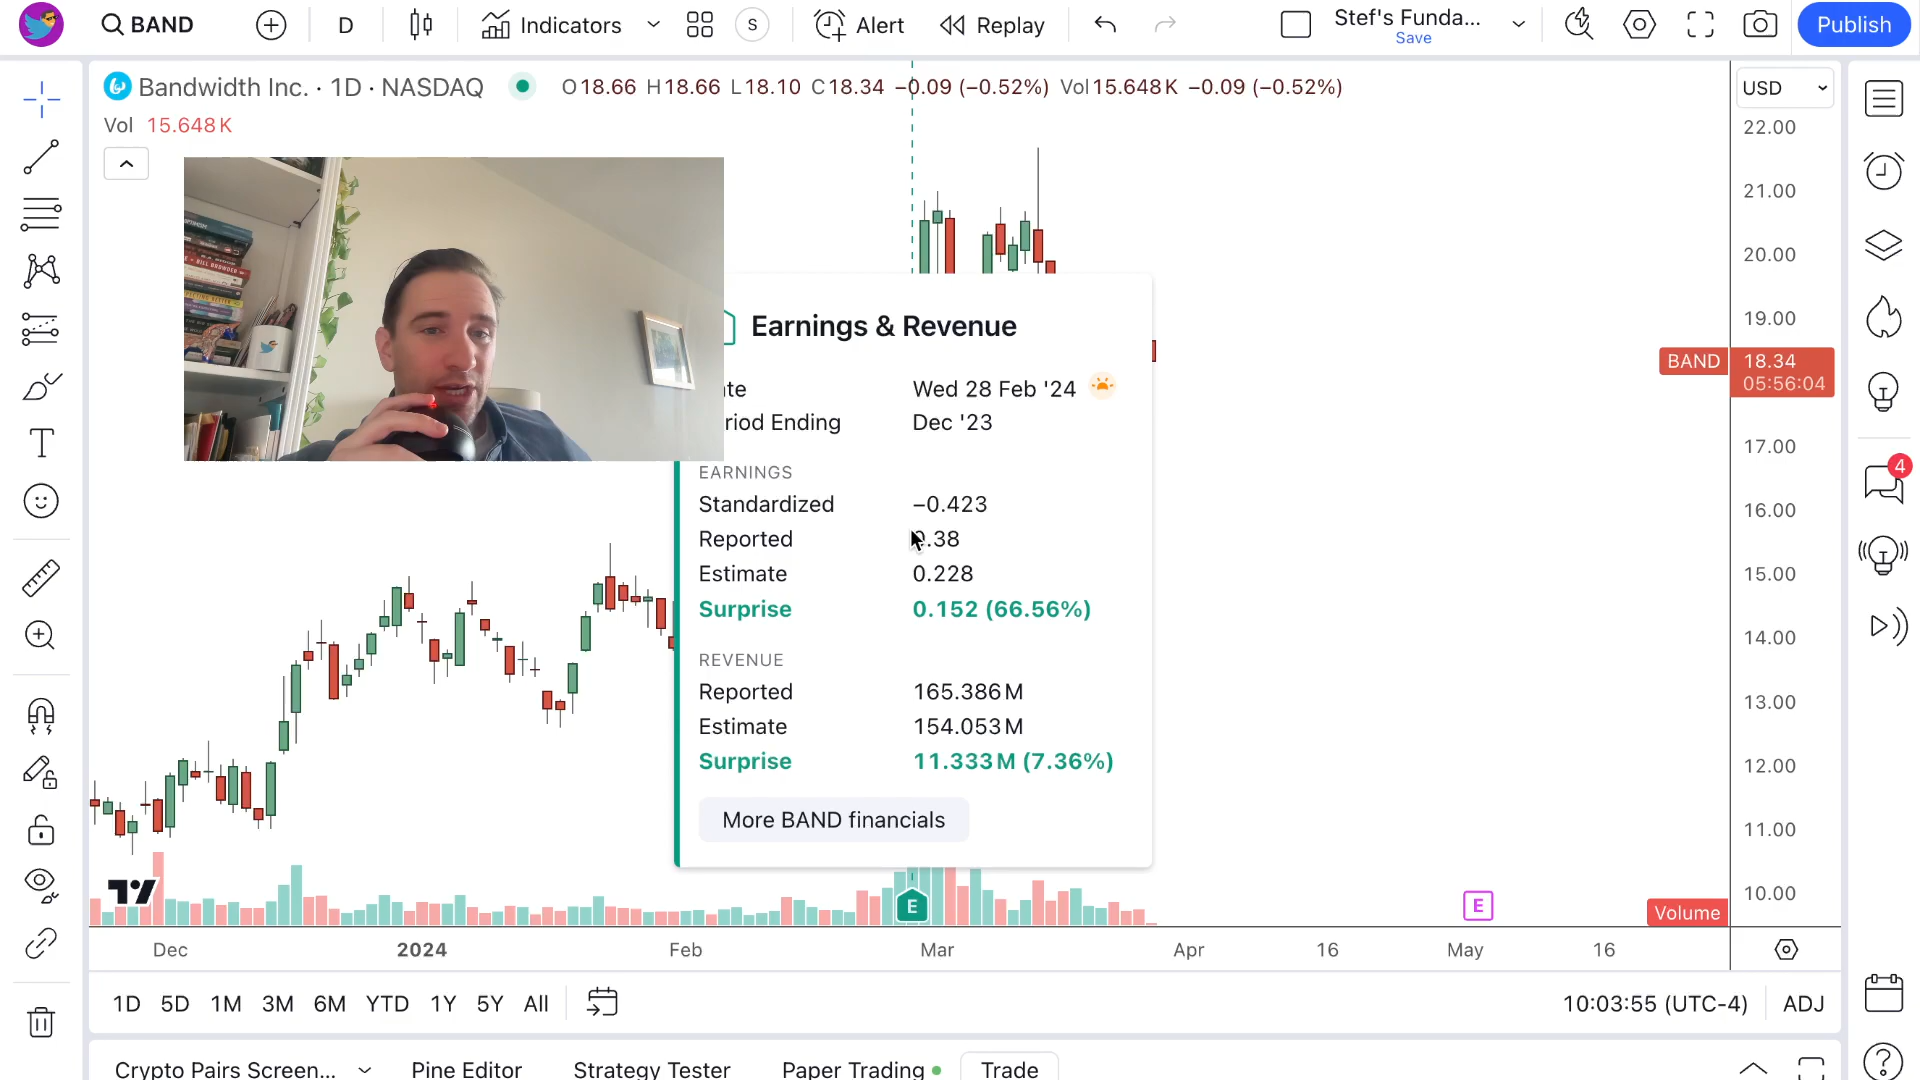 BAND
D
Indicators
S
Alert
Replay
Stef's Funda...
Save
Publish
Bandwidth Inc. · 1D · NASDAQ
O18.66 H18.66 L18.10 C18.34 −0.09 (−0.52%) Vol15.648K −0.09 (−0.52%)
USD
Vol 15.648K
22.00
21.00
20.00
19.00
BAND
18.34
05:56:04
17.00
16.00
15.00
14.00
13.00
12.00
11.00
10.00
Earnings & Revenue
te Wed 28 Feb '24
riod Ending Dec '23
EARNINGS
Standardized −0.423
Reported .38
Estimate 0.228
Surprise 0.152 (66.56%)
REVENUE
Reported 165.386M
Estimate 154.053M
Surprise 11.333M (7.36%)
More BAND financials
E
E
Volume
4
T
BILL BROWDER
Dec 2024 Feb Mar Apr 16 May 16
1D 5D 1M 3M 6M YTD 1Y 5Y All
10:03:55 (UTC-4) ADJ
Crypto Pairs Screen... Pine Editor Strategy Tester Paper Trading Trade